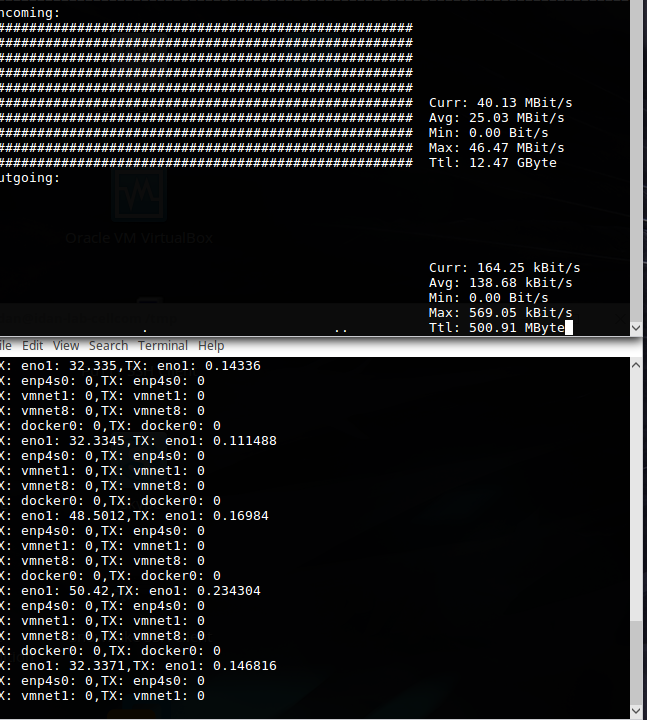 ncoming:
####################################################
####################################################
####################################################
####################################################
####################################################
#################################################### Curr: 40.13 MBit/s
#################################################### Avg: 25.03 MBit/s
#################################################### Min: 0.00 Bit/s
#################################################### Max: 46.47 MBit/s
#################################################### Ttl: 12.47 GByte
utgoing:
Oracle VM VirtualBox
Curr: 164.25 kBit/s
Avg: 138.68 kBit/s
Min: 0.00 Bit/s
Max: 569.05 kBit/s
. .. Ttl: 500.91 MByte
ile Edit View Search Terminal Help
X: eno1: 32.335,TX: eno1: 0.14336
X: enp4s0: 0,TX: enp4s0: 0
X: vmnet1: 0,TX: vmnet1: 0
X: vmnet8: 0,TX: vmnet8: 0
X: docker0: 0,TX: docker0: 0
X: eno1: 32.3345,TX: eno1: 0.111488
X: enp4s0: 0,TX: enp4s0: 0
X: vmnet1: 0,TX: vmnet1: 0
X: vmnet8: 0,TX: vmnet8: 0
X: docker0: 0,TX: docker0: 0
X: eno1: 48.5012,TX: eno1: 0.16984
X: enp4s0: 0,TX: enp4s0: 0
X: vmnet1: 0,TX: vmnet1: 0
X: vmnet8: 0,TX: vmnet8: 0
X: docker0: 0,TX: docker0: 0
X: eno1: 50.42,TX: eno1: 0.234304
X: enp4s0: 0,TX: enp4s0: 0
X: vmnet1: 0,TX: vmnet1: 0
X: vmnet8: 0,TX: vmnet8: 0
X: docker0: 0,TX: docker0: 0
X: eno1: 32.3371,TX: eno1: 0.146816
X: enp4s0: 0,TX: enp4s0: 0
X: vmnet1: 0,TX: vmnet1: 0